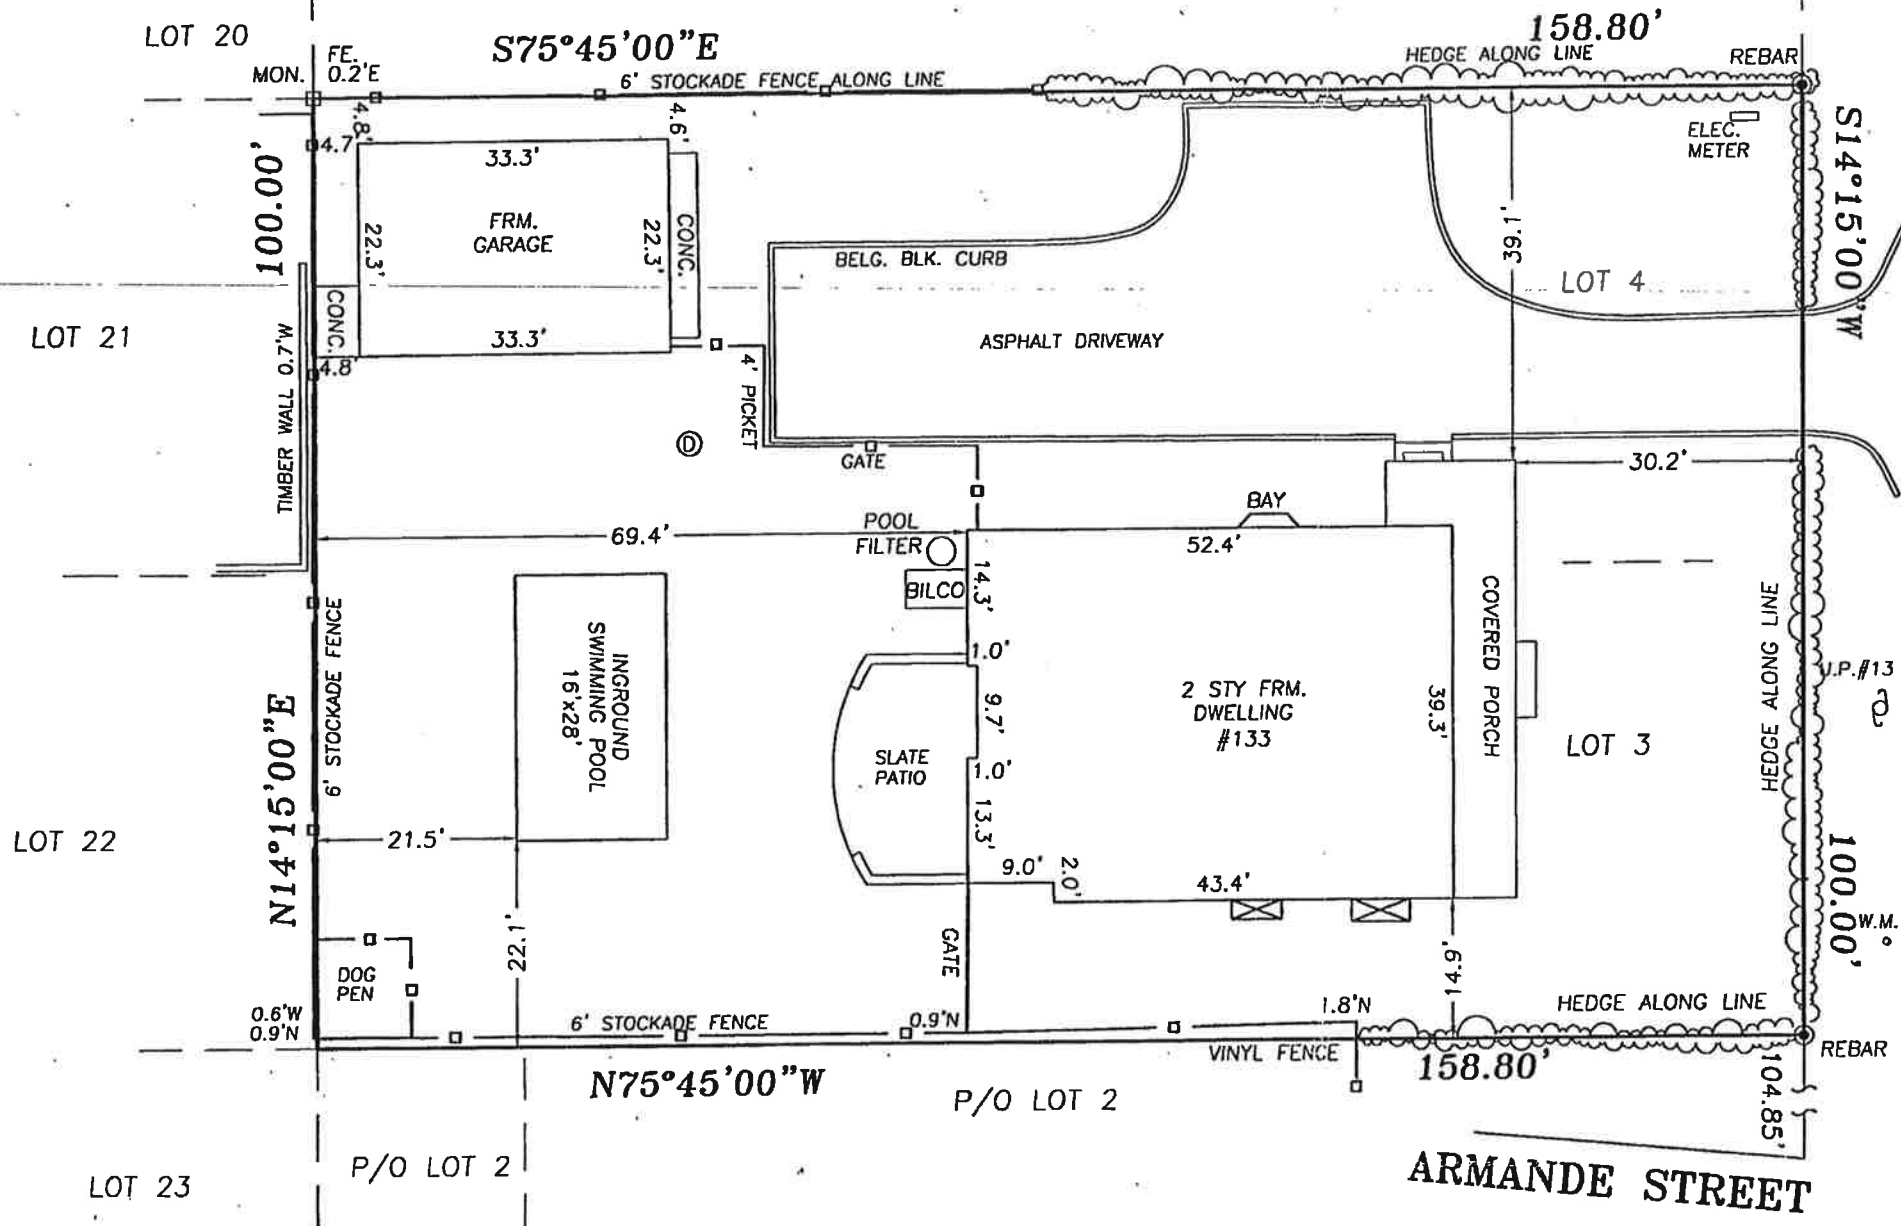 LOT 20
FE.
0.2'E
MON.
S75°45'00"E
6' STOCKADE FENCE ALONG LINE
158.80'
HEDGE ALONG LINE
REBAR
ELEC.
METER
S14°15'00"W
100.00'
4.7'
4.8'
4.6'
33.3'
FRM.
GARAGE
22.3'
22.3'
CONC.
CONC.
33.3'
4.8'
BELG. BLK. CURB
39.1'
LOT 4
LOT 21
TIMBER WALL 0.7'W
ASPHALT DRIVEWAY
4' PICKET
D
GATE
30.2'
BAY
POOL
FILTER
69.4'
52.4'
BILCO
14.3'
1.0'
9.7'
1.0'
13.3'
6' STOCKADE FENCE
INGROUND
SWIMMING POOL
16'x28'
SLATE
PATIO
2 STY FRM.
DWELLING
#133
39.3'
COVERED PORCH
LOT 3
HEDGE ALONG LINE
U.P.#13
N14°15'00"E
LOT 22
21.5'
9.0'
2.0'
43.4'
100.00'
W.M.
22.1'
GATE
14.9'
DOG
PEN
0.6'W
0.9'N
6' STOCKADE FENCE
0.9'N
1.8'N
HEDGE ALONG LINE
VINYL FENCE
REBAR
N75°45'00"W
158.80'
104.85'
P/O LOT 2
P/O LOT 2
LOT 23
ARMANDE STREET